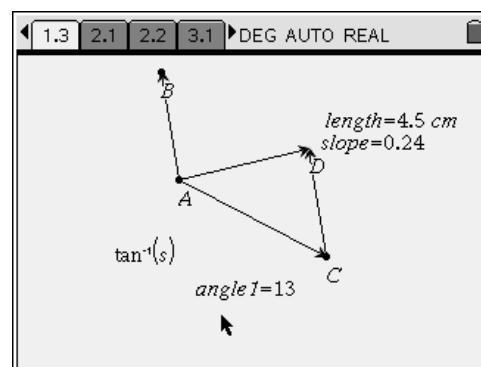 1.3 2.1 2.2 3.1 DEG AUTO REAL
B
length=4.5 cm
slope=0.24
D
A
tan⁻¹(s)
C
angle1=13